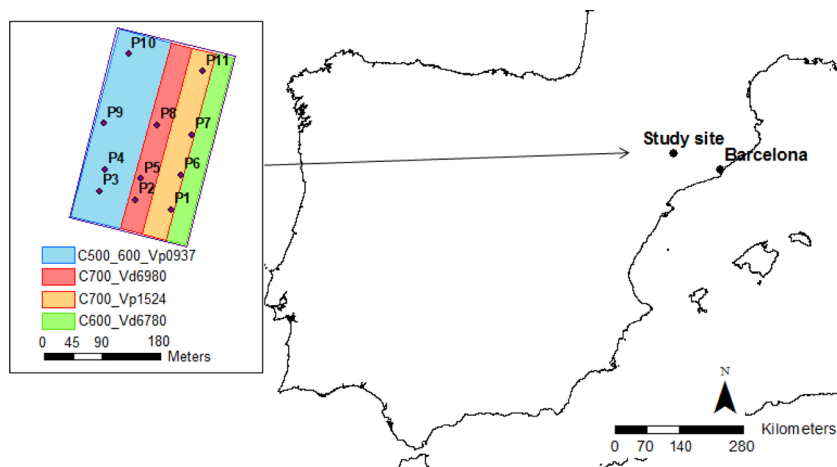 P10
P11
P9
P8
P7
P4
P5
P6
P3
P2
P1
C500_600_Vp0937
C700_Vd6980
C700_Vp1524
C600_Vd6780
0 45 90 180
Meters
Study site
Barcelona
N
Kilometers
0 70 140 280